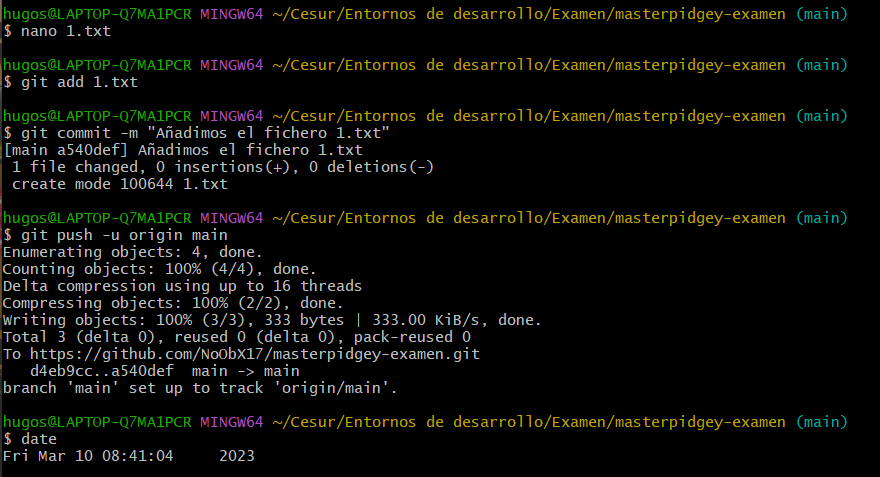 hugos@LAPTOP-Q7MA1PCR MINGW64 ~/Cesur/Entornos de desarrollo/Examen/masterpidgey-examen (main)
$ nano 1.txt
hugos@LAPTOP-Q7MA1PCR MINGW64 ~/Cesur/Entornos de desarrollo/Examen/masterpidgey-examen (main)
$ git add 1.txt
hugos@LAPTOP-Q7MA1PCR MINGW64 ~/Cesur/Entornos de desarrollo/Examen/masterpidgey-examen (main)
$ git commit -m "Añadimos el fichero 1.txt"
[main a540def] Añadimos el fichero 1.txt
 1 file changed, 0 insertions(+), 0 deletions(-)
 create mode 100644 1.txt
hugos@LAPTOP-Q7MA1PCR MINGW64 ~/Cesur/Entornos de desarrollo/Examen/masterpidgey-examen (main)
$ git push -u origin main
Enumerating objects: 4, done.
Counting objects: 100% (4/4), done.
Delta compression using up to 16 threads
Compressing objects: 100% (2/2), done.
Writing objects: 100% (3/3), 333 bytes | 333.00 KiB/s, done.
Total 3 (delta 0), reused 0 (delta 0), pack-reused 0
To https://github.com/NoObX17/masterpidgey-examen.git
   d4eb9cc..a540def  main -> main
branch 'main' set up to track 'origin/main'.
hugos@LAPTOP-Q7MA1PCR MINGW64 ~/Cesur/Entornos de desarrollo/Examen/masterpidgey-examen (main)
$ date
Fri Mar 10 08:41:04     2023